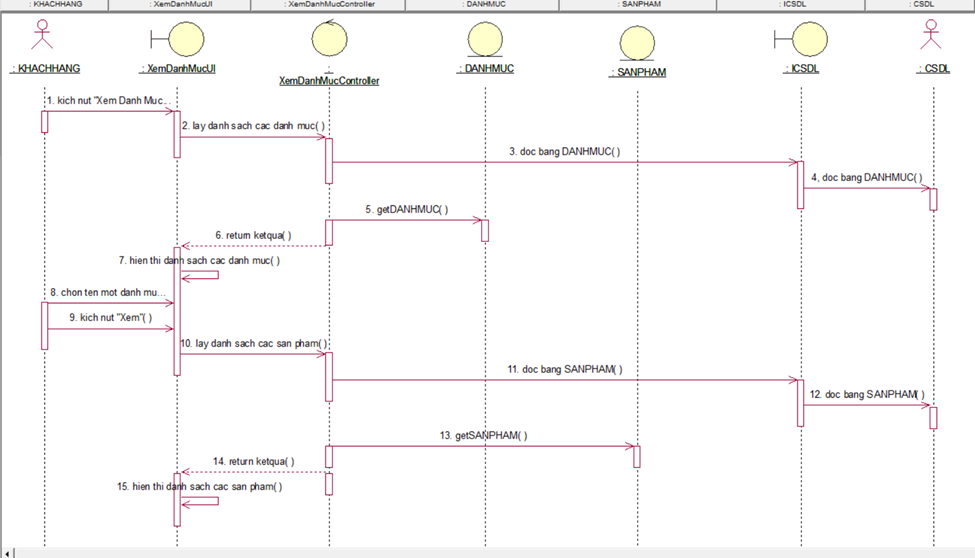 : KHACHHANG : XemDanhMucUI : XemDanhMucController : DANHMUC : SANPHAM : ICSDL : CSDL
: KHACHHANG : XemDanhMucUI : XemDanhMucController : DANHMUC : SANPHAM : ICSDL : CSDL
1. kich nut "Xem Danh Muc...
2. lay danh sach cac danh muc( )
3. doc bang DANHMUC( )
4, doc bang DANHMUC( )
5. getDANHMUC( )
6. return ketqua( )
7. hien thi danh sach cac danh muc( )
8. chon ten mot danh mu...
9. kich nut "Xem"( )
10. lay danh sach cac san pham( )
11. doc bang SANPHAM( )
12. doc bang SANPHAM( )
13. getSANPHAM( )
14. return ketqua( )
15. hien thi danh sach cac san pham( )